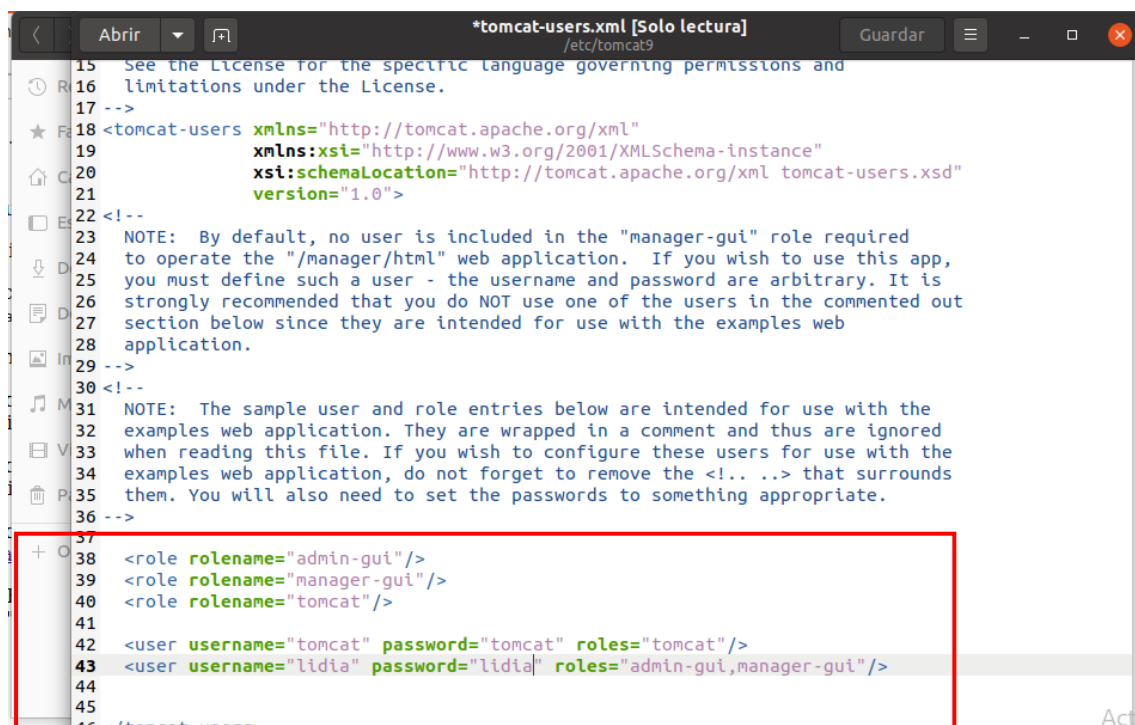 Abrir
*tomcat-users.xml [Solo lectura]
/etc/tomcat9
Guardar
15 See the License for the specific language governing permissions and
16 limitations under the License.
17 -->
18 <tomcat-users xmlns="http://tomcat.apache.org/xml"
19 xmlns:xsi="http://www.w3.org/2001/XMLSchema-instance"
20 xsi:schemaLocation="http://tomcat.apache.org/xml tomcat-users.xsd"
21 version="1.0">
22 <!--
23 NOTE:  By default, no user is included in the "manager-gui" role required
24 to operate the "/manager/html" web application.  If you wish to use this app,
25 you must define such a user - the username and password are arbitrary. It is
26 strongly recommended that you do NOT use one of the users in the commented out
27 section below since they are intended for use with the examples web
28 application.
29 -->
30 <!--
31 NOTE:  The sample user and role entries below are intended for use with the
32 examples web application. They are wrapped in a comment and thus are ignored
33 when reading this file. If you wish to configure these users for use with the
34 examples web application, do not forget to remove the <!.. ..> that surrounds
35 them. You will also need to set the passwords to something appropriate.
36 -->
37
38 <role rolename="admin-gui"/>
39 <role rolename="manager-gui"/>
40 <role rolename="tomcat"/>
41
42 <user username="tomcat" password="tomcat" roles="tomcat"/>
43 <user username="lidia" password="lidia" roles="admin-gui,manager-gui"/>
44
45
Act